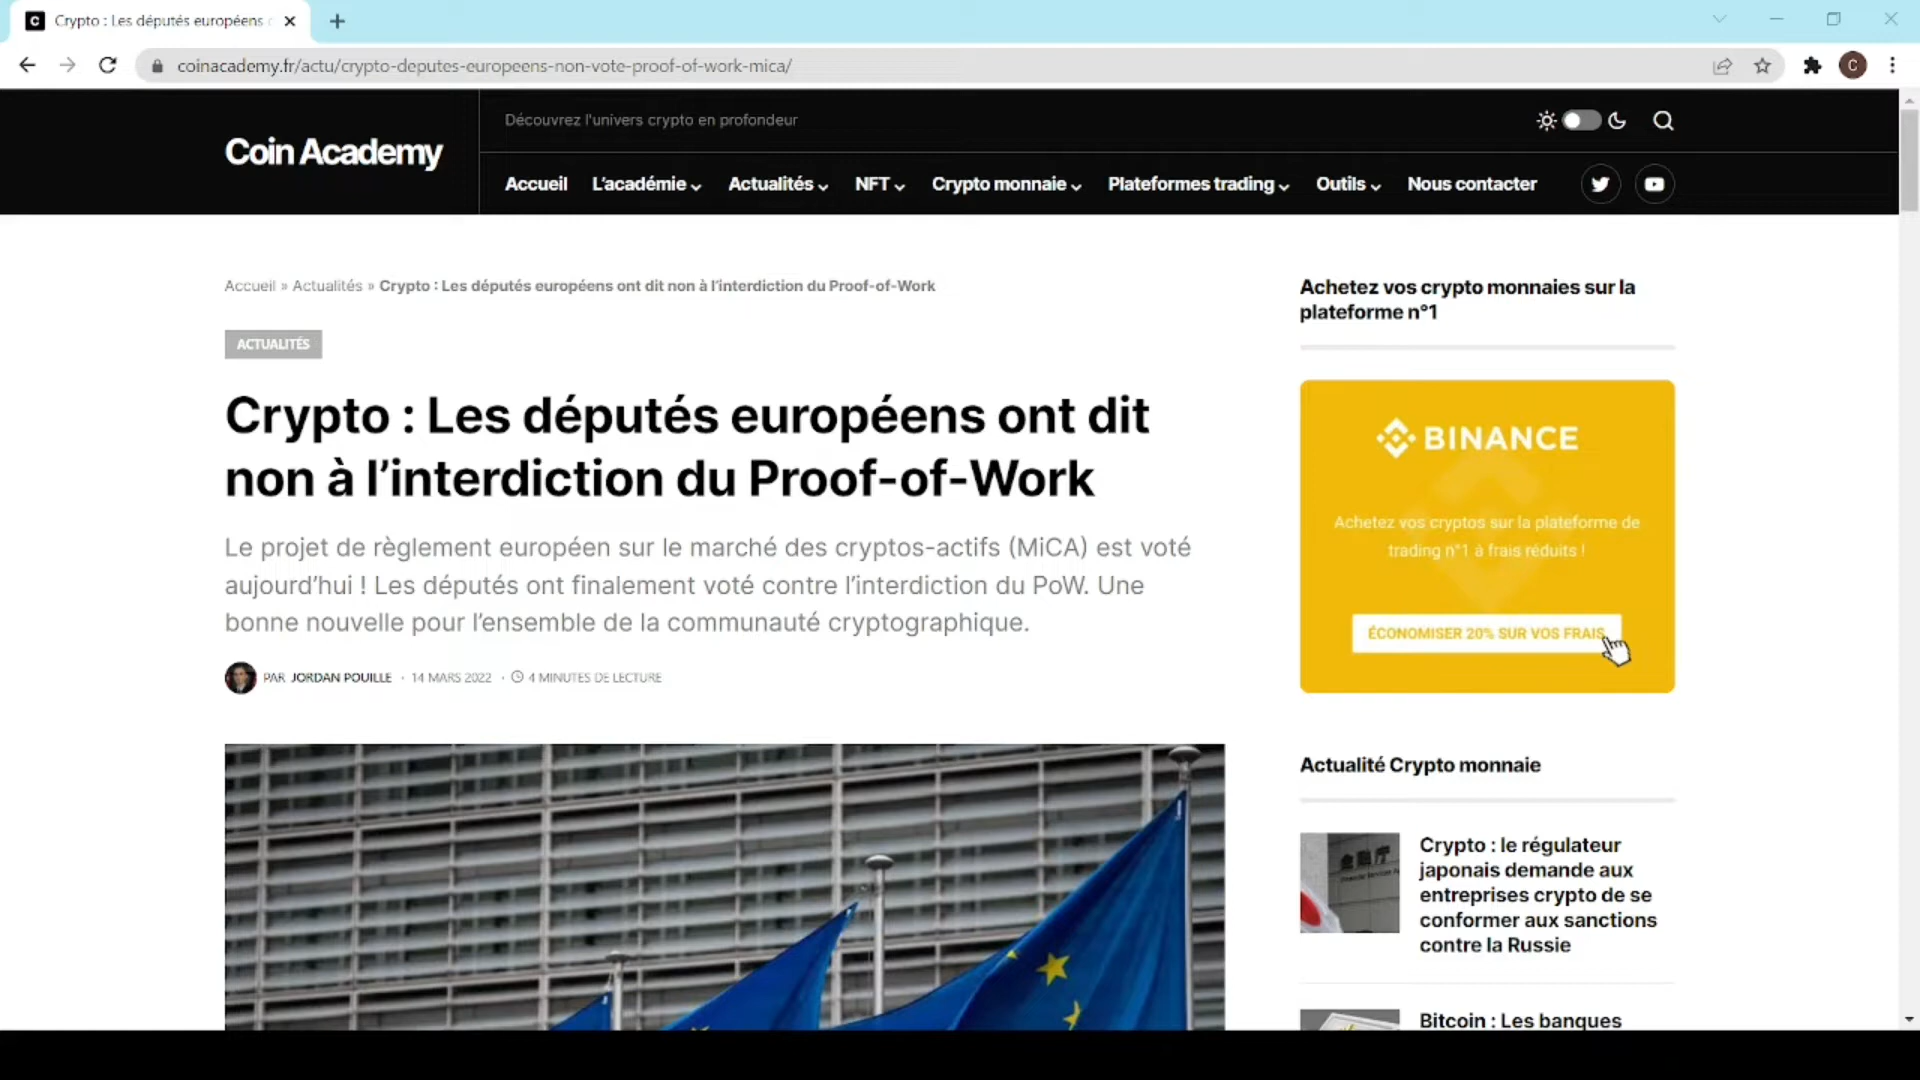 Crypto : Les députés européens
coinacademy.fr/actu/crypto-deputes-europeens-non-vote-proof-of-work-mica/
C
Coin Academy
Découvrez l'univers crypto en profondeur
Accueil L'académie Actualités NFT Crypto monnaie Plateformes trading Outils Nous contacter
Accueil » Actualités » Crypto : Les députés européens ont dit non à l'interdiction du Proof-of-Work
ACTUALITÉS
Crypto : Les députés européens ont dit
non à l'interdiction du Proof-of-Work
Le projet de règlement européen sur le marché des cryptos-actifs (MiCA) est voté
aujourd'hui ! Les députés ont finalement voté contre l'interdiction du PoW. Une
bonne nouvelle pour l'ensemble de la communauté cryptographique.
PAR JORDAN POUILLE · 14 MARS 2022 · 4 MINUTES DE LECTURE
Achetez vos crypto monnaies sur la
plateforme n°1
BINANCE
Achetez vos cryptos sur la plateforme de
trading n°1 à frais réduits !
ÉCONOMISER 20% SUR VOS FRAIS
Actualité Crypto monnaie
金融庁
Crypto : le régulateur
japonais demande aux
entreprises crypto de se
conformer aux sanctions
contre la Russie
Bitcoin : Les banques